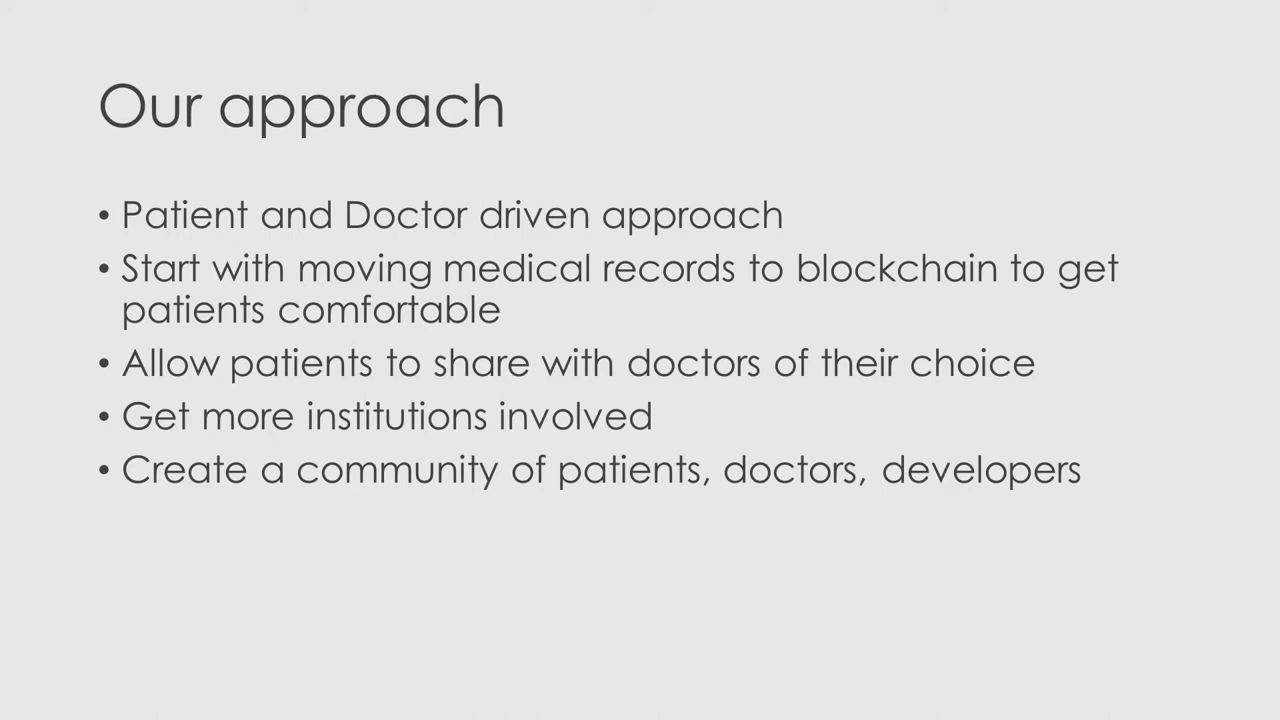 Our approach
• Patient and Doctor driven approach
• Start with moving medical records to blockchain to get
patients comfortable
• Allow patients to share with doctors of their choice
• Get more institutions involved
• Create a community of patients, doctors, developers